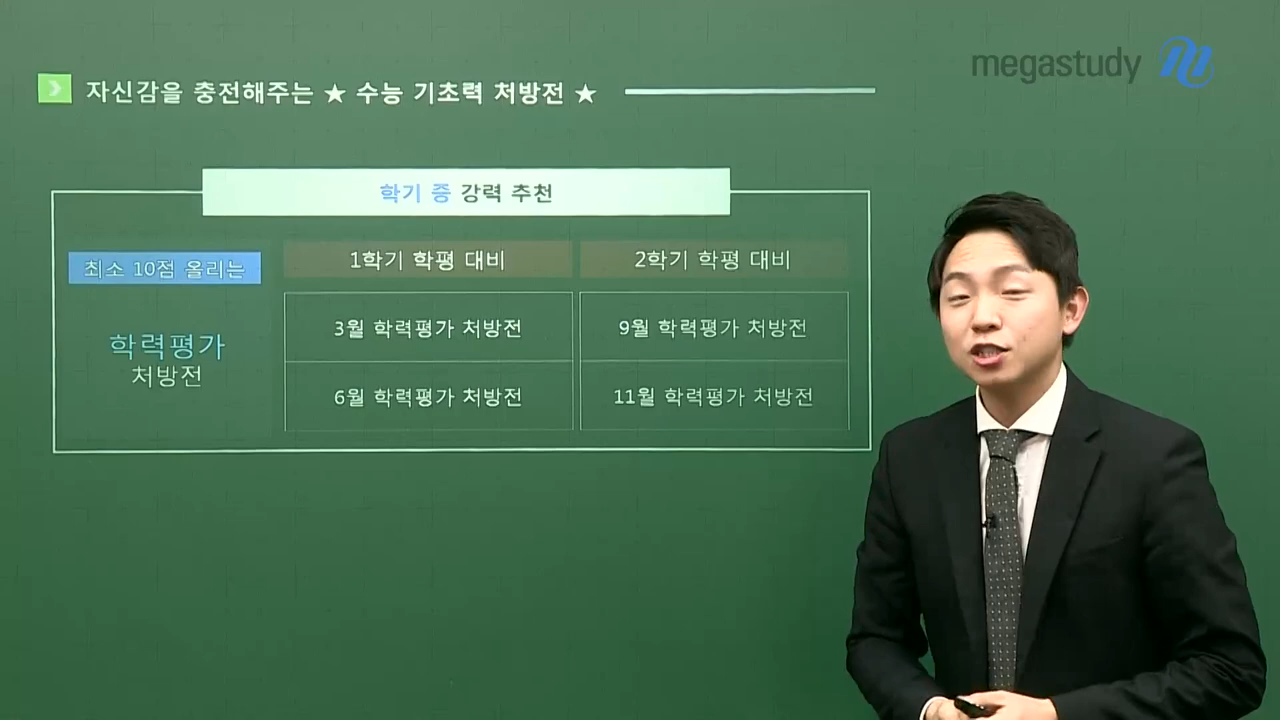 megastudy
자신감을 충전해주는 ★ 수능 기초력 처방전 ★
학기 중 강력 추천
최소 10점 올리는
학력평가
처방전
1학기 학평 대비
2학기 학평 대비
3월 학력평가 처방전
9월 학력평가 처방전
6월 학력평가 처방전
11월 학력평가 처방전